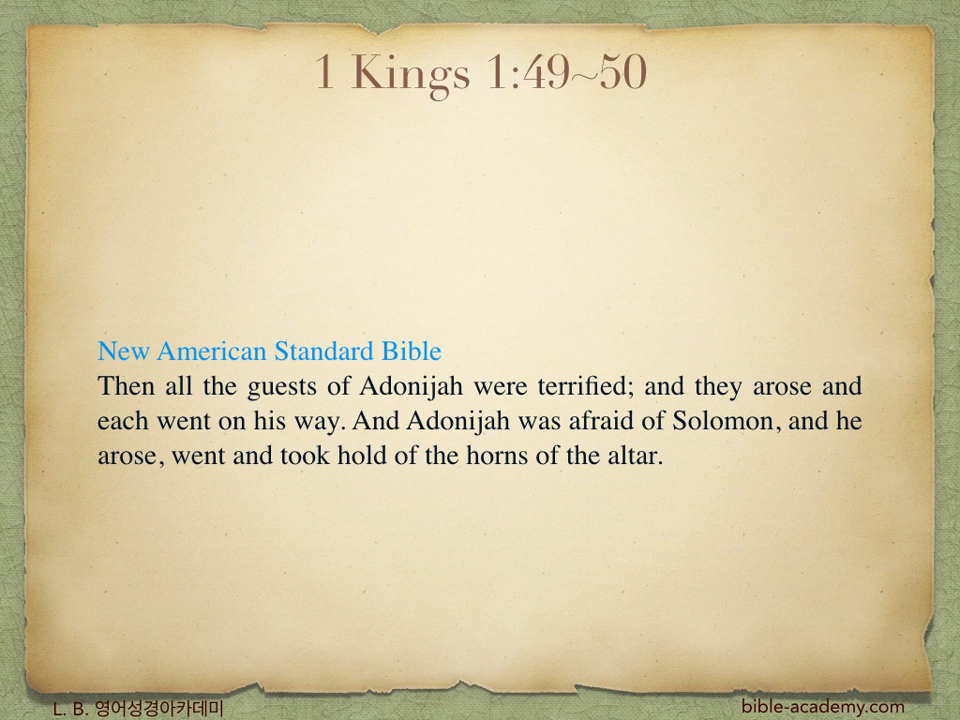 1 Kings 1:49~50
New American Standard Bible
Then all the guests of Adonijah were terrified; and they arose and
each went on his way. And Adonijah was afraid of Solomon, and he
arose, went and took hold of the horns of the altar.
L. B. 영어성경아카데미
bible-academy.com